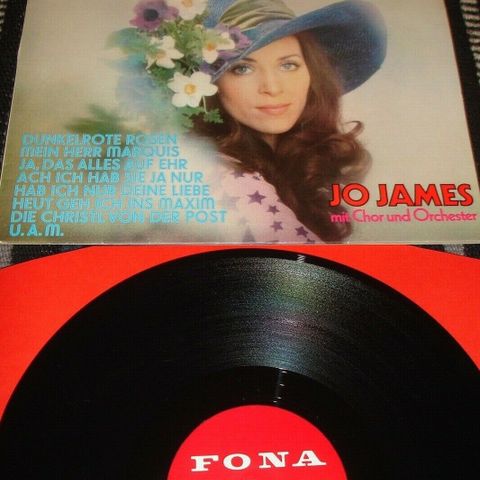 DUNKELROTE ROSEN
MEIN HERR MARQUIS
JA, DAS ALLES AUF EHR
ACH ICH HAB SIE JA NUR
HAB ICH NUR DEINE LIEBE
HEUT GEH ICH INS MAXIM
DIE CHRISTL VON DER POST
U.A.M.
JO JAMES
mit Chor und Orchester
FONA